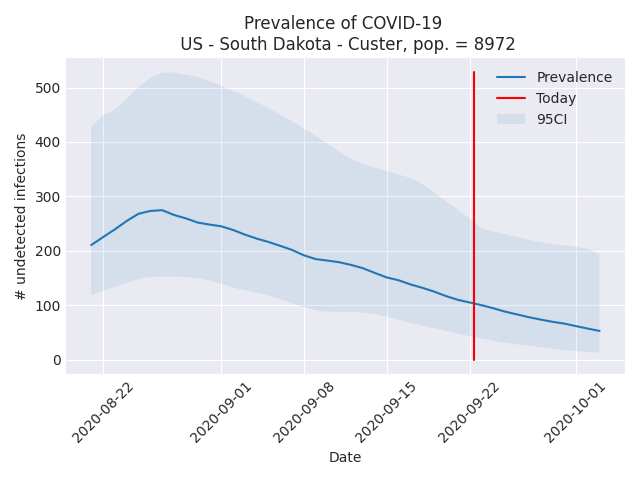 Prevalence of COVID-19
US - South Dakota - Custer, pop. = 8972
Prevalence
Today
95CI
# undetected infections
500
400
300
200
100
0
2020-08-22
2020-09-01
2020-09-08
2020-09-15
2020-09-22
2020-10-01
Date